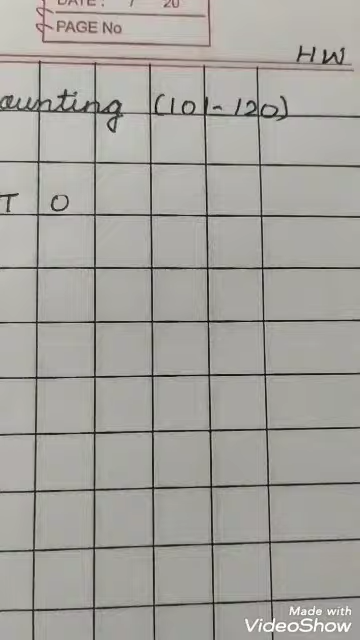 DATE: / 20
PAGE No
HW
ounting (101-120)
T O
Made with
VideoShow